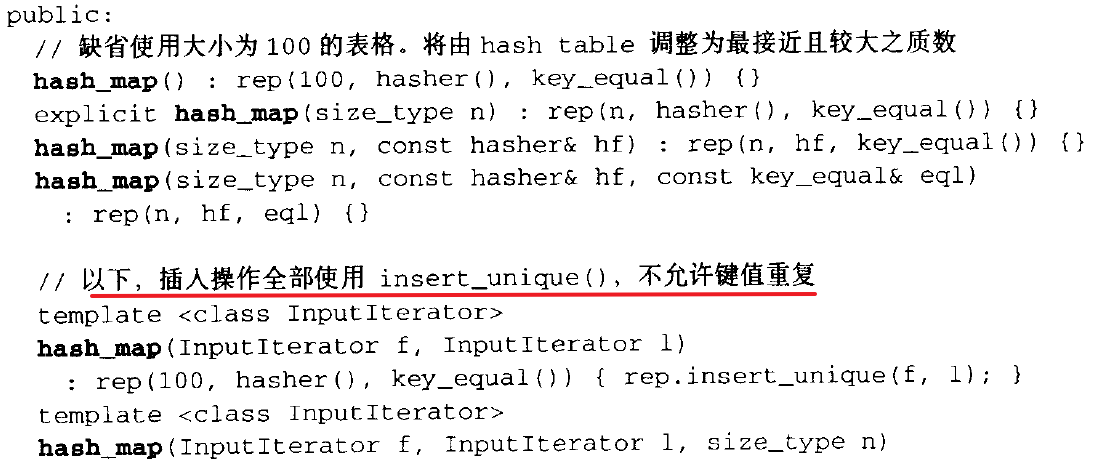 public:
// 缺省使用大小为 100 的表格。将由 hash table 调整为最接近且较大之质数
hash_map() : rep(100, hasher(), key_equal()) {}
explicit hash_map(size_type n) : rep(n, hasher(), key_equal()) {}
hash_map(size_type n, const hasher& hf) : rep(n, hf, key_equal()) {}
hash_map(size_type n, const hasher& hf, const key_equal& eql)
: rep(n, hf, eql) {}
// 以下，插入操作全部使用 insert_unique()，不允许键值重复
template <class InputIterator>
hash_map(InputIterator f, InputIterator l)
: rep(100, hasher(), key_equal()) { rep.insert_unique(f, l); }
template <class InputIterator>
hash_map(InputIterator f, InputIterator l, size_type n)